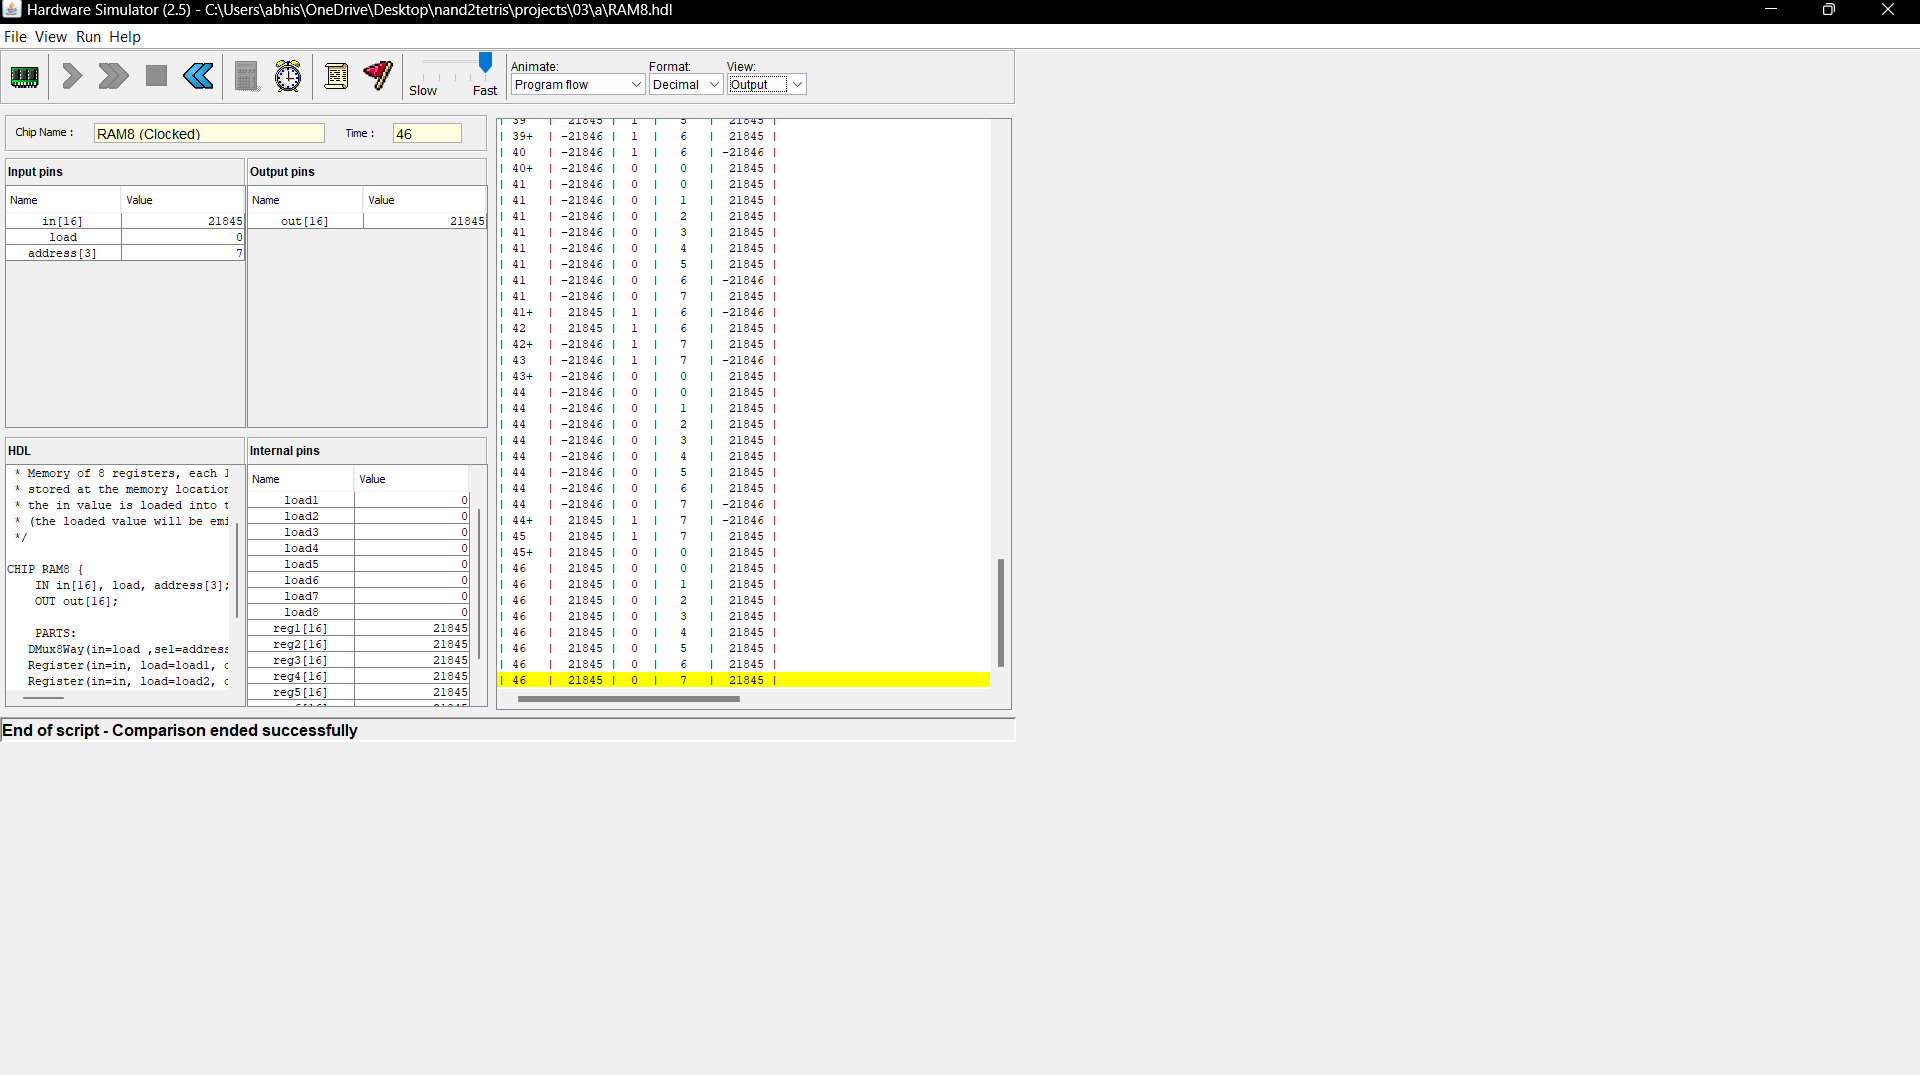 Hardware Simulator (2.5) - C:\Users\abhis\OneDrive\Desktop\nand2tetris\projects\03\a\RAM8.hdl
File View Run Help
Slow Fast
Animate: Format: View:
Program flow Decimal Output
Chip Name : RAM8 (Clocked) Time : 46
Input pins
Name Value
in[16] 21845
load 0
address[3] 7
Output pins
Name Value
out[16] 21845
HDL
* Memory of 8 registers, each
* stored at the memory location
* the in value is loaded into
* (the loaded value will be emi
*/
CHIP RAM8 {
IN in[16], load, address[3];
OUT out[16];
PARTS:
DMux8Way(in=load ,sel=address
Register(in=in, load=load1,
Register(in=in, load=load2,
Internal pins
Name Value
load1 0
load2 0
load3 0
load4 0
load5 0
load6 0
load7 0
load8 0
reg1[16] 21845
reg2[16] 21845
reg3[16] 21845
reg4[16] 21845
reg5[16] 21845
| 39 | 21845 | 1 | 5 | 21845 |
| 39+ | -21846 | 1 | 6 | 21845 |
| 40 | -21846 | 1 | 6 | -21846 |
| 40+ | -21846 | 0 | 0 | 21845 |
| 41 | -21846 | 0 | 0 | 21845 |
| 41 | -21846 | 0 | 1 | 21845 |
| 41 | -21846 | 0 | 2 | 21845 |
| 41 | -21846 | 0 | 3 | 21845 |
| 41 | -21846 | 0 | 4 | 21845 |
| 41 | -21846 | 0 | 5 | 21845 |
| 41 | -21846 | 0 | 6 | -21846 |
| 41 | -21846 | 0 | 7 | 21845 |
| 41+ | 21845 | 1 | 6 | -21846 |
| 42 | 21845 | 1 | 6 | 21845 |
| 42+ | -21846 | 1 | 7 | 21845 |
| 43 | -21846 | 1 | 7 | -21846 |
| 43+ | -21846 | 0 | 0 | 21845 |
| 44 | -21846 | 0 | 0 | 21845 |
| 44 | -21846 | 0 | 1 | 21845 |
| 44 | -21846 | 0 | 2 | 21845 |
| 44 | -21846 | 0 | 3 | 21845 |
| 44 | -21846 | 0 | 4 | 21845 |
| 44 | -21846 | 0 | 5 | 21845 |
| 44 | -21846 | 0 | 6 | 21845 |
| 44 | -21846 | 0 | 7 | -21846 |
| 44+ | 21845 | 1 | 7 | -21846 |
| 45 | 21845 | 1 | 7 | 21845 |
| 45+ | 21845 | 0 | 0 | 21845 |
| 46 | 21845 | 0 | 0 | 21845 |
| 46 | 21845 | 0 | 1 | 21845 |
| 46 | 21845 | 0 | 2 | 21845 |
| 46 | 21845 | 0 | 3 | 21845 |
| 46 | 21845 | 0 | 4 | 21845 |
| 46 | 21845 | 0 | 5 | 21845 |
| 46 | 21845 | 0 | 6 | 21845 |
| 46 | 21845 | 0 | 7 | 21845 |
End of script - Comparison ended successfully